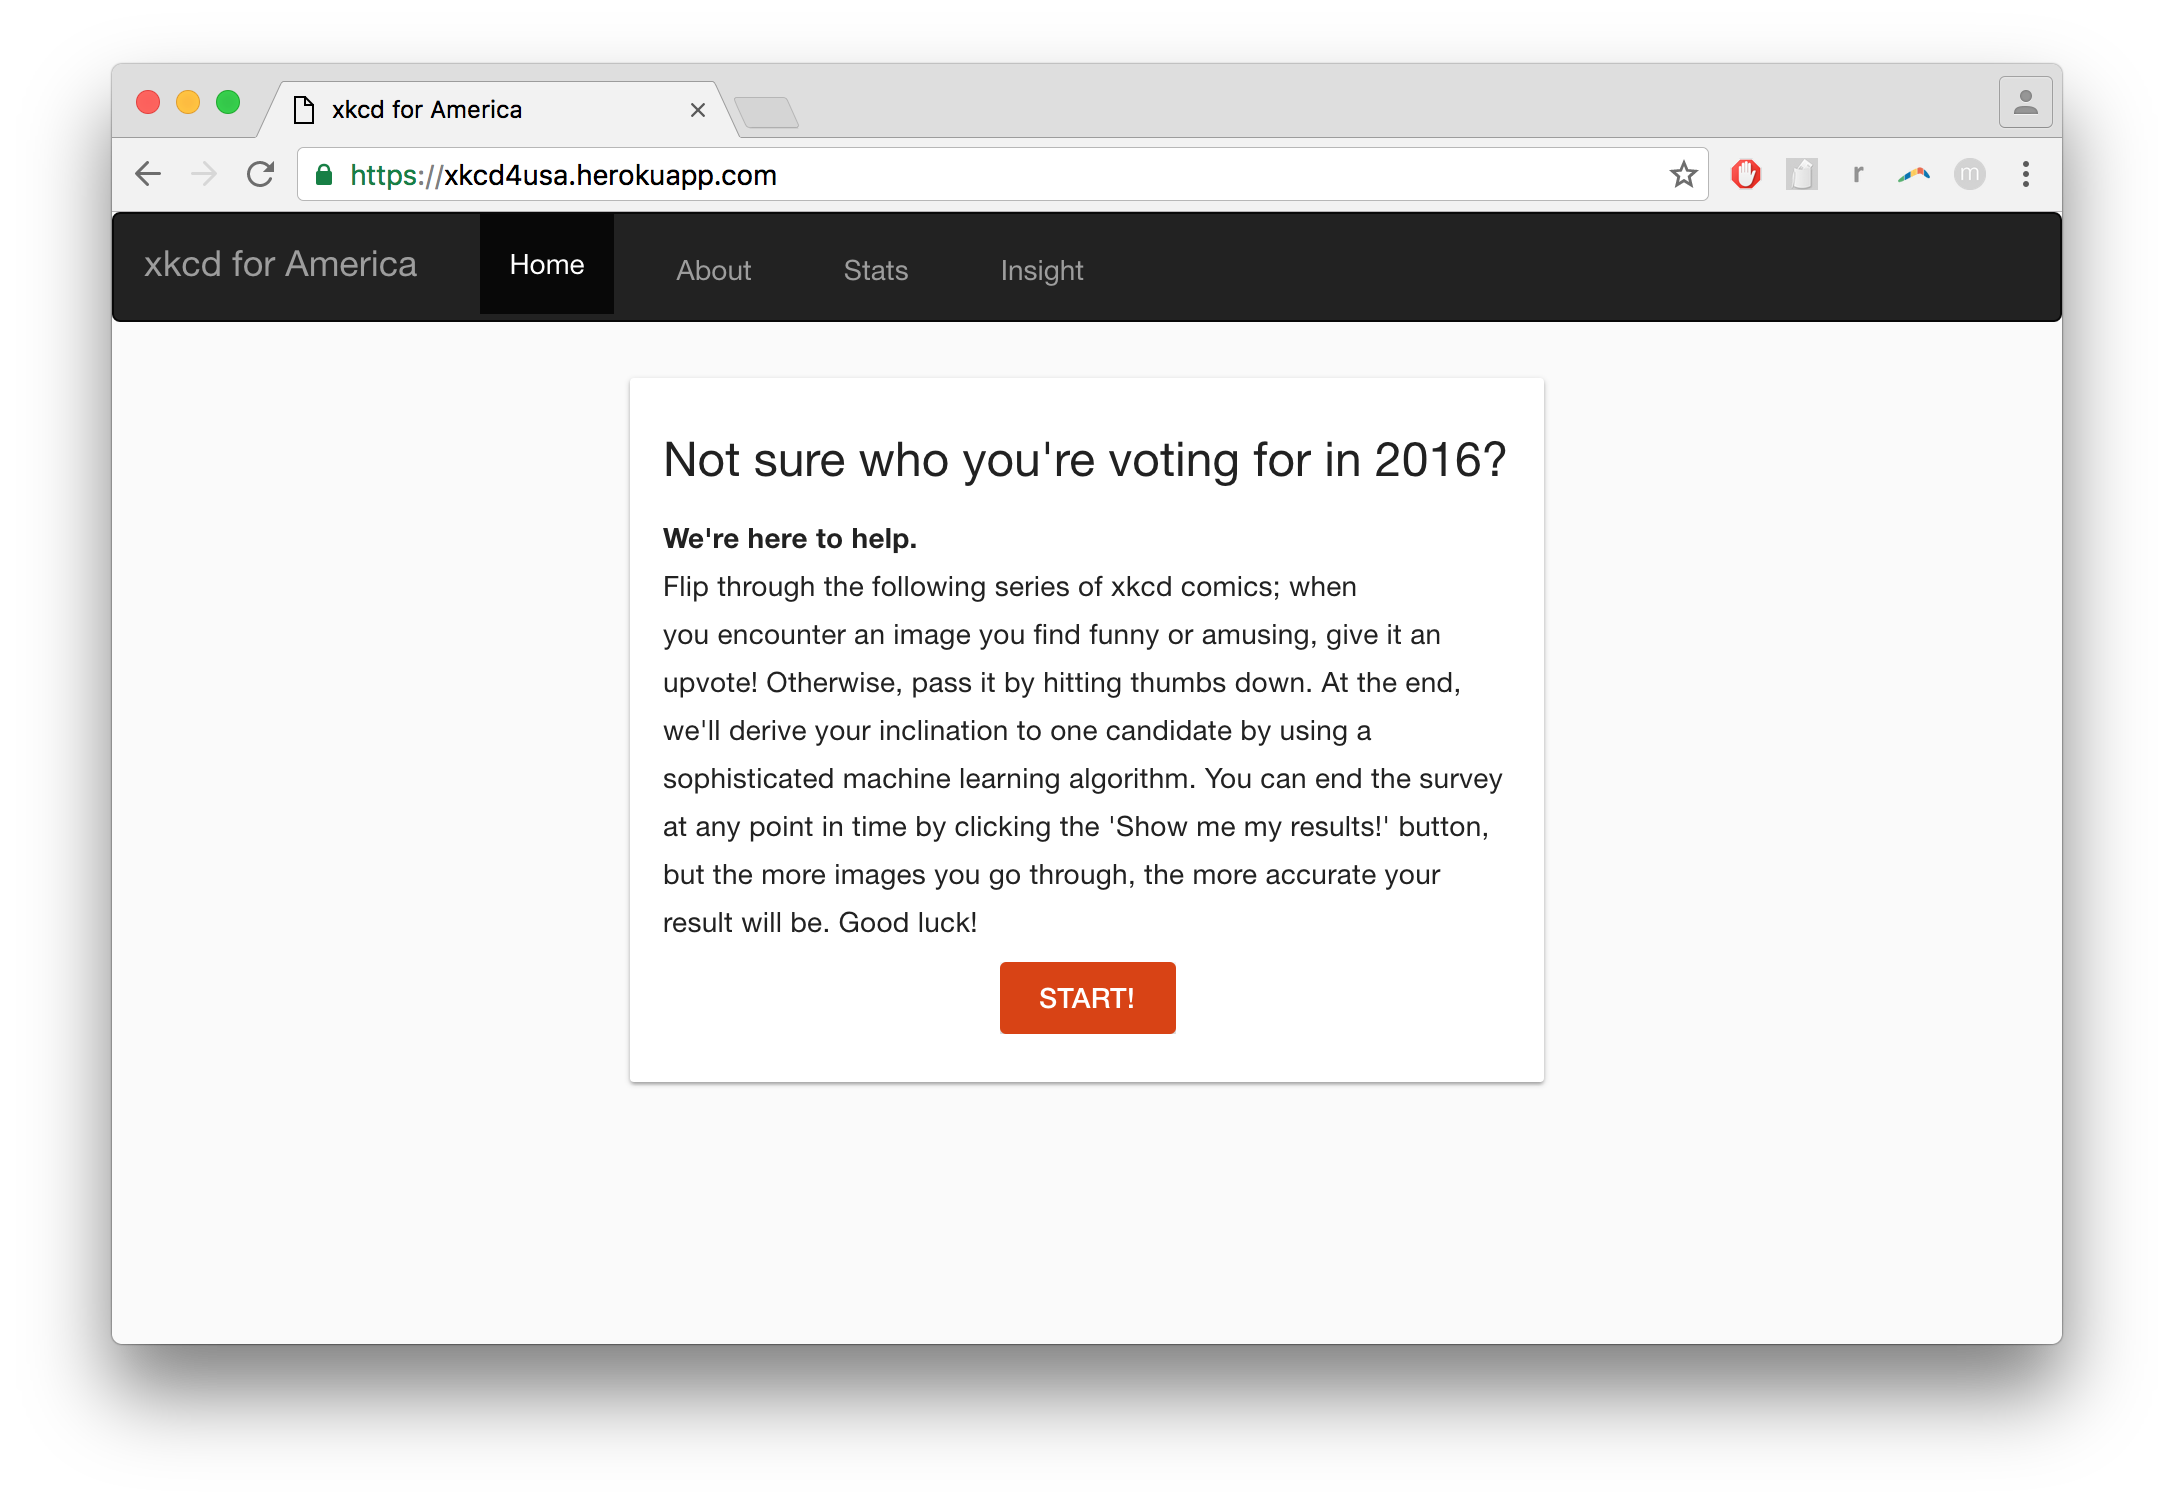 xkcd for America
https://xkcd4usa.herokuapp.com
r
m
xkcd for America
Home
About
Stats
Insight
Not sure who you're voting for in 2016?
We're here to help.
Flip through the following series of xkcd comics; when
you encounter an image you find funny or amusing, give it an
upvote! Otherwise, pass it by hitting thumbs down. At the end,
we'll derive your inclination to one candidate by using a
sophisticated machine learning algorithm. You can end the survey
at any point in time by clicking the 'Show me my results!' button,
but the more images you go through, the more accurate your
result will be. Good luck!
START!